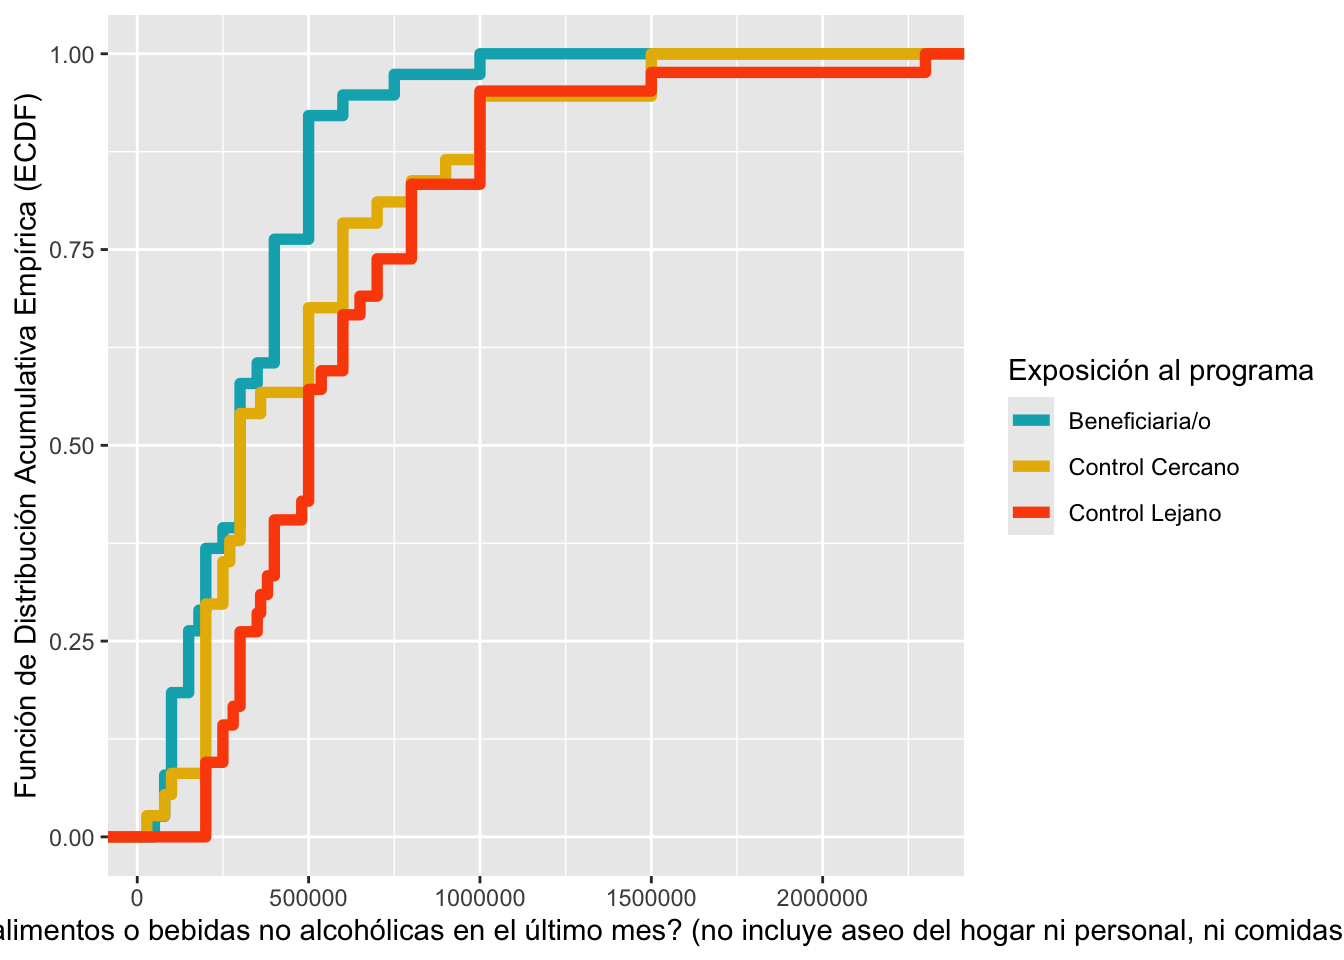 Función de Distribución Acumulativa Empírica (ECDF)
1.00
0.75
0.50
0.25
0.00
0
500000
1000000
1500000
2000000
alimentos o bebidas no alcohólicas en el último mes? (no incluye aseo del hogar ni personal, ni comidas
Exposición al programa
Beneficiaria/o
Control Cercano
Control Lejano